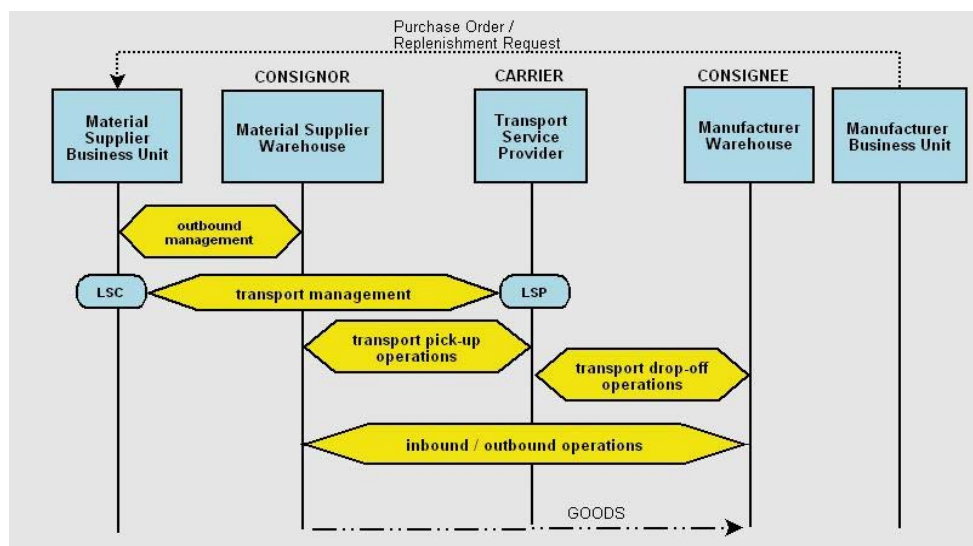 Purchase Order /
Replenishment Request
CONSIGNOR
CARRIER
CONSIGNEE
Material
Supplier
Business Unit
Material Supplier
Warehouse
Transport
Service
Provider
Manufacturer
Warehouse
Manufacturer
Business Unit
outbound
management
LSC
transport management
LSP
transport pick-up
operations
transport drop-off
operations
inbound / outbound operations
GOODS